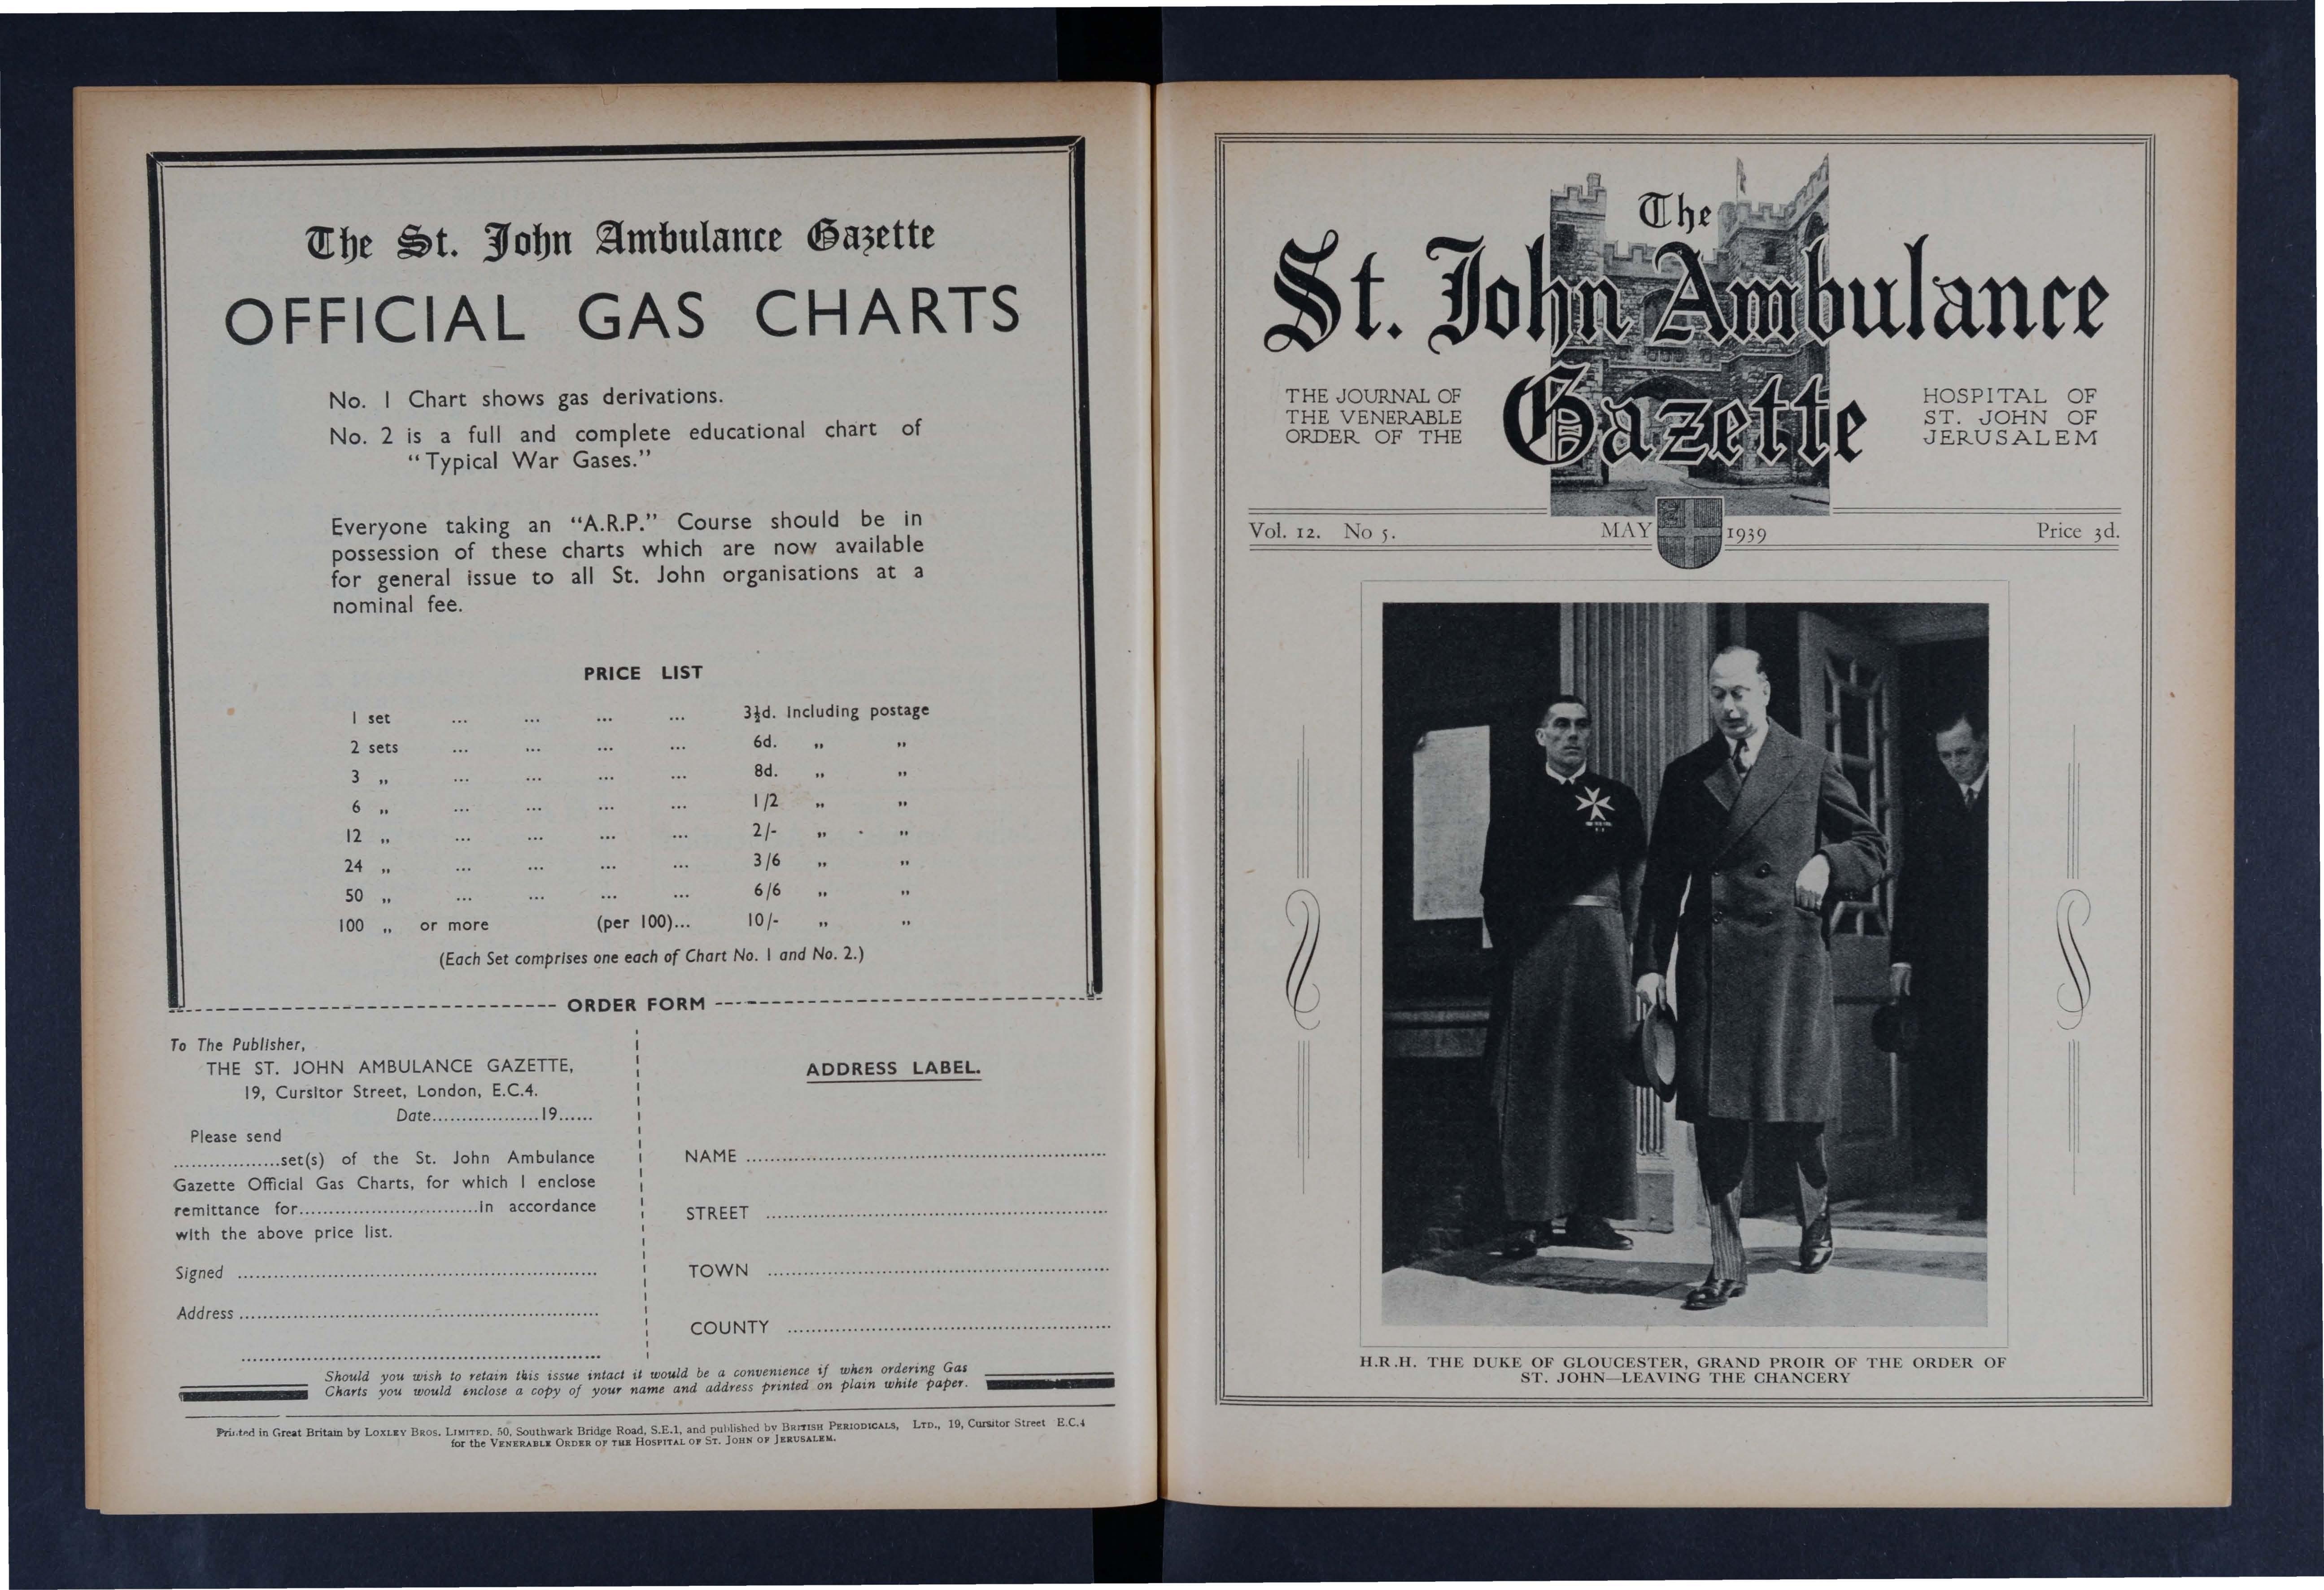 The St. John Ambulance Gazette
OFFICIAL GAS CHARTS
No. 1 Chart shows gas derivations.
No. 2 is a full and complete educational chart of
"Typical War Gases."
Everyone taking an "A.R.P." Course should be in
possession of these charts which are now available
for general issue to all St. John organisations at a
nominal fee.
PRICE LIST
1 set ... ... ... ... 3½d. including postage
2 sets ... ... ... ... 6d. „ „
3 „ ... ... ... ... 8d. „ „
6 „ ... ... ... ... 1/2 „ „
12 „ ... ... ... ... 2/- „ „
24 „ ... ... ... ... 3/6 „ „
50 „ ... ... ... ... 6/6 „ „
100 „ or more (per 100)... 10/- „ „
(Each Set comprises one each of Chart No. 1 and No. 2.)
ORDER FORM
To The Publisher,
THE ST. JOHN AMBULANCE GAZETTE,
19, Cursitor Street, London, E.C.4.
Date...................19......
Please send
...................set(s) of the St. John Ambulance
Gazette Official Gas Charts, for which I enclose
remittance for...............................in accordance
with the above price list.
Signed ...............................................................
Address ...............................................................
ADDRESS LABEL.
NAME ...............................................................
STREET ...............................................................
TOWN ...............................................................
COUNTY ...............................................................
Should you wish to retain this issue intact it would be a convenience if when ordering Gas
Charts you would enclose a copy of your name and address printed on plain white paper.
Printed in Great Britain by LOXLEY BROS. LIMITED, 50, Southwark Bridge Road, S.E.1, and published by BRITISH PERIODICALS, LTD., 19, Cursitor Street E.C.4
for the VENERABLE ORDER OF THE HOSPITAL OF ST. JOHN OF JERUSALEM.
The
St. John Ambulance
Gazette
THE JOURNAL OF
THE VENERABLE
ORDER OF THE
HOSPITAL OF
ST. JOHN OF
JERUSALEM
Vol. 12. No 5. MAY 1939 Price 3d.
H.R.H. THE DUKE OF GLOUCESTER, GRAND PROIR OF THE ORDER OF
ST. JOHN—LEAVING THE CHANCERY